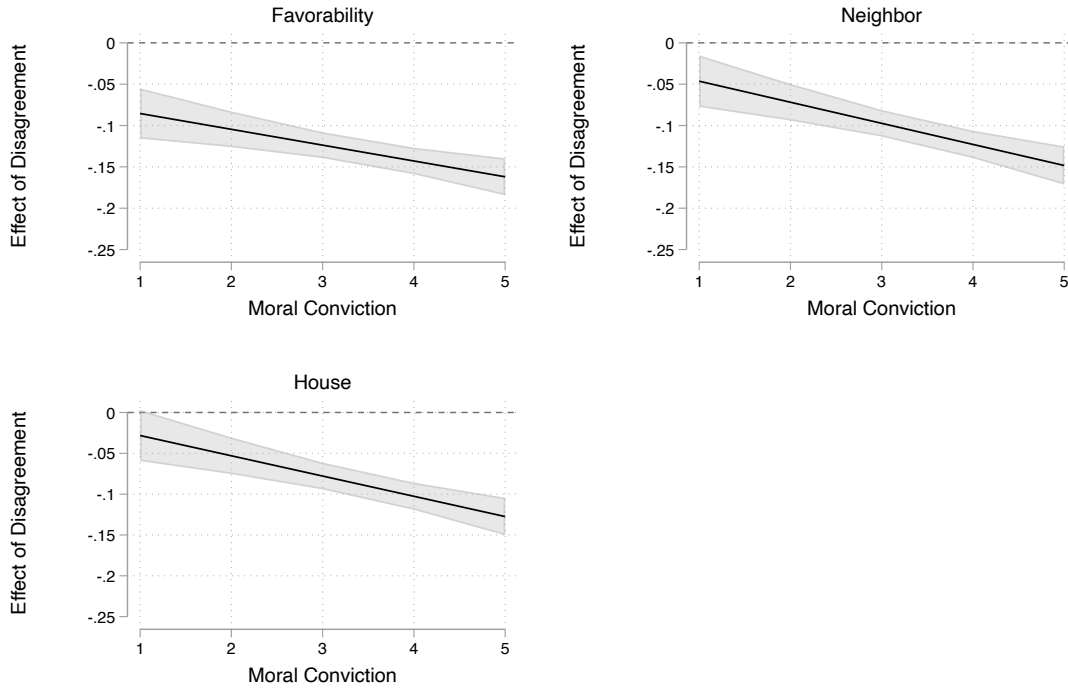 Favorability
Effect of Disagreement
0
-.05
-.1
-.15
-.2
-.25
1 2 3 4 5
Moral Conviction
Neighbor
Effect of Disagreement
0
-.05
-.1
-.15
-.2
-.25
1 2 3 4 5
Moral Conviction
House
Effect of Disagreement
0
-.05
-.1
-.15
-.2
-.25
1 2 3 4 5
Moral Conviction